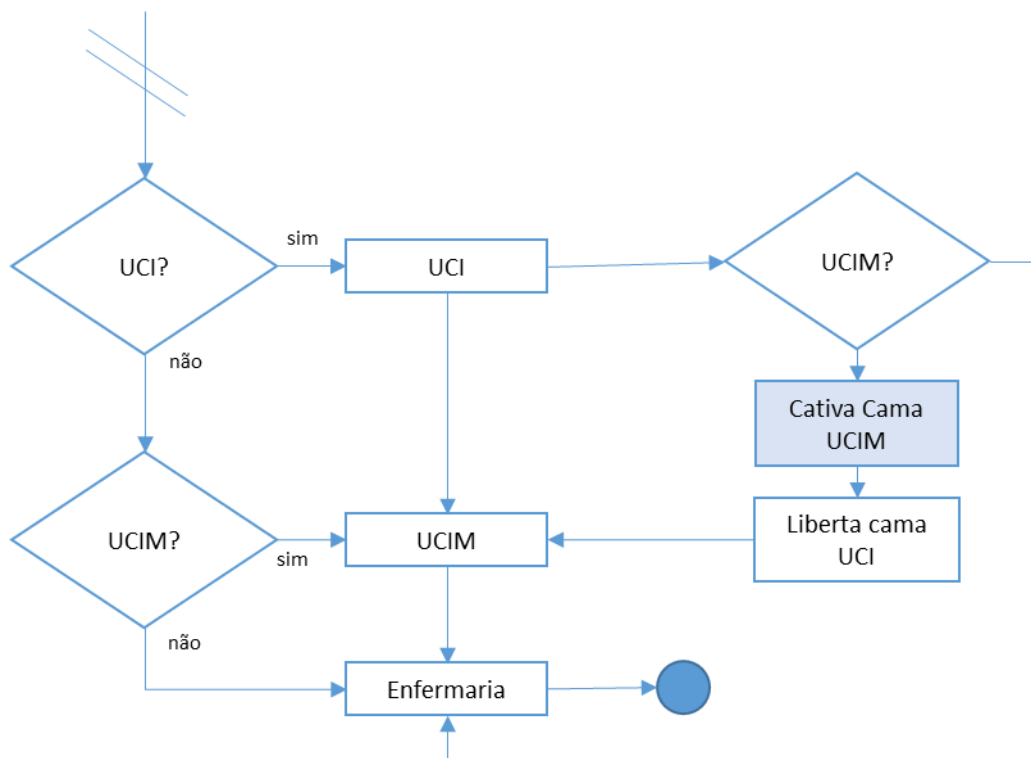 UCI?
sim
UCI
UCIM?
não
Cativa Cama
UCIM
UCIM?
sim
UCIM
Liberta cama
UCI
não
Enfermaria